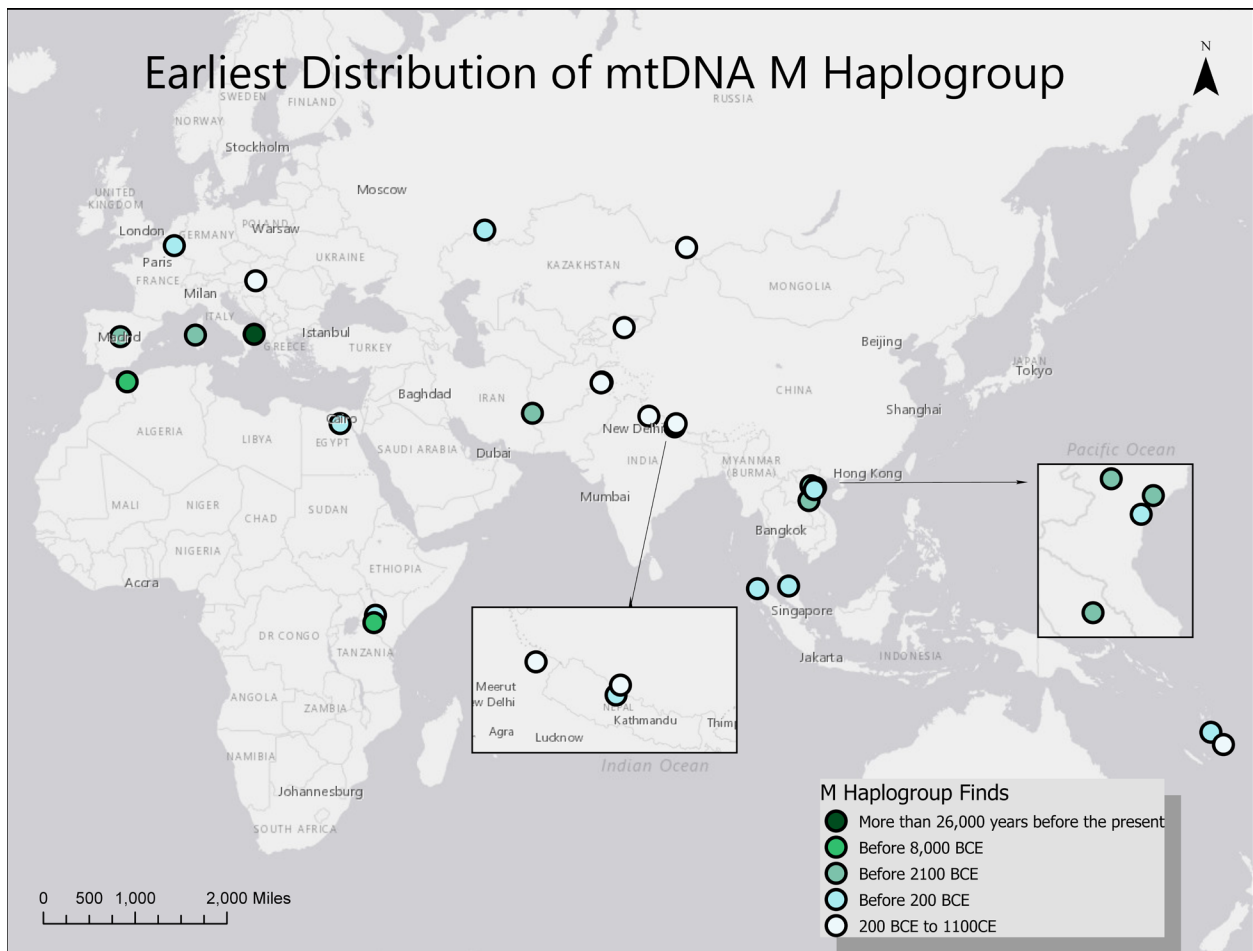 N
Earliest Distribution of mtDNA M Haplogroup
SWEDEN
FINLAND
RUSSIA
NORWAY
Stockholm
Moscow
UNITED
KINGDOM
London
GERMANY
POLAND
Warsaw
Paris
UKRAINE
FRANCE
KAZAKHSTAN
MONGOLIA
Milan
ITALY
Madrid
Istanbul
GREECE
TURKEY
Beijing
JAPAN
Tokyo
Baghdad
IRAN
CHINA
Shanghai
Cairo
ALGERIA
LIBYA
EGYPT
SAUDI ARABIA
Dubai
New Delhi
INDIA
MYANMAR
(BURMA)
Hong Kong
Pacific Ocean
Mumbai
MALI
NIGER
CHAD
SUDAN
Bangkok
NIGERIA
ETHIOPIA
Accra
Singapore
DR CONGO
TANZANIA
Jakarta
INDONESIA
ANGOLA
ZAMBIA
Meerut
w Delhi
NEPAL
Kathmandu
Agra
Lucknow
Indian Ocean
NAMIBIA
Johannesburg
SOUTH AFRICA
M Haplogroup Finds
More than 26,000 years before the present
Before 8,000 BCE
Before 2100 BCE
Before 200 BCE
200 BCE to 1100CE
0 500 1,000 2,000 Miles